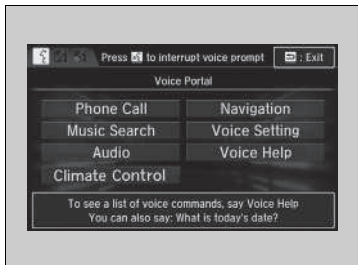 Press to interrupt voice prompt
: Exit
Voice Portal
Phone Call
Navigation
Music Search
Voice Setting
Audio
Voice Help
Climate Control
To see a list of voice commands, say Voice Help
You can also say: What is today's date?